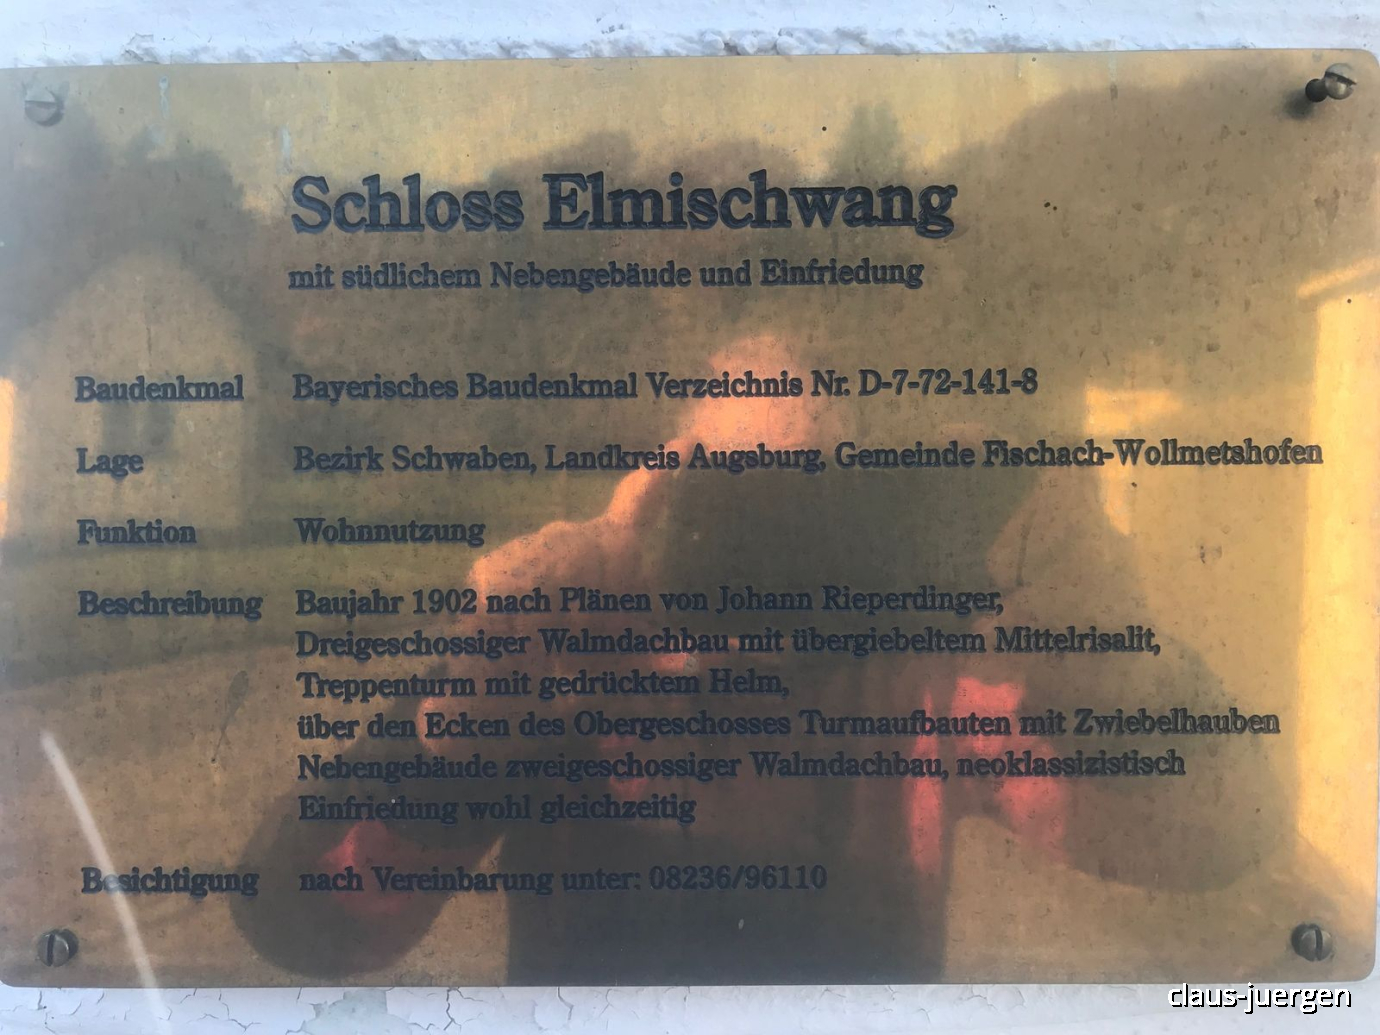 Schloss Elmischwang
mit südlichem Nebengebäude und Einfriedung
Baudenkmal Bayerisches Baudenkmal Verzeichnis Nr. D-7-72-141-8
Lage Bezirk Schwaben, Landkreis Augsburg, Gemeinde Fischach-Wollmetshofen
Funktion Wohnnutzung
Beschreibung Baujahr 1902 nach Plänen von Johann Rieperdinger,
Dreigeschossiger Walmdachbau mit übergiebeltem Mittelrisalit,
Treppenturm mit gedrücktem Helm,
über den Ecken des Obergeschosses Turmaufbauten mit Zwiebelhauben
Nebengebäude zweigeschossiger Walmdachbau, neoklassizistisch
Einfriedung wohl gleichzeitig
Besichtigung nach Vereinbarung unter: 08236/96110
claus-juergen